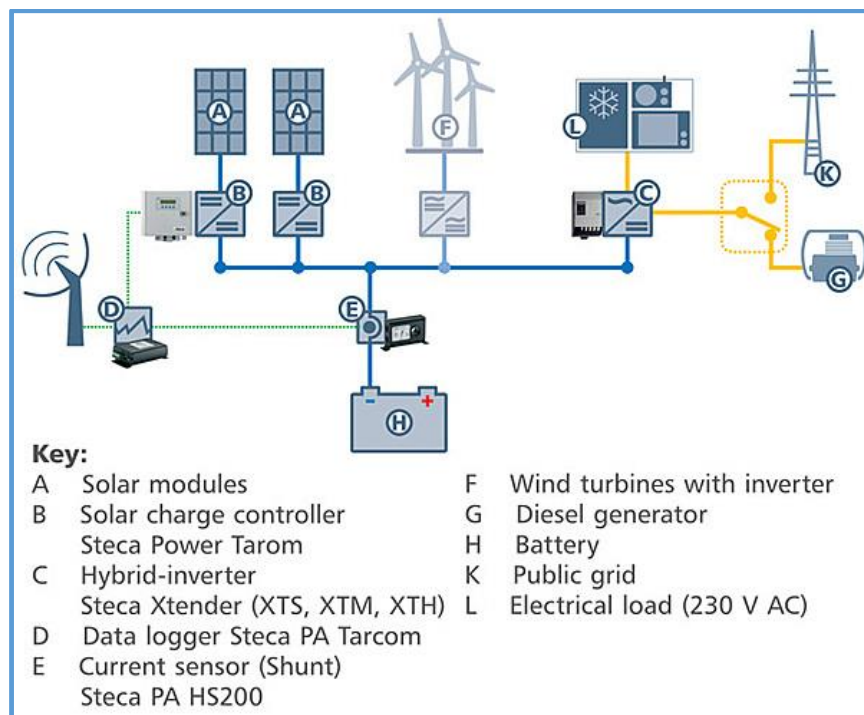 A
A
F
L
K
B
B
C
G
D
E
- +
H
Key:
A Solar modules
B Solar charge controller
Steca Power Tarom
C Hybrid-inverter
Steca Xtender (XTS, XTM, XTH)
D Data logger Steca PA Tarcom
E Current sensor (Shunt)
Steca PA HS200
F Wind turbines with inverter
G Diesel generator
H Battery
K Public grid
L Electrical load (230 V AC)